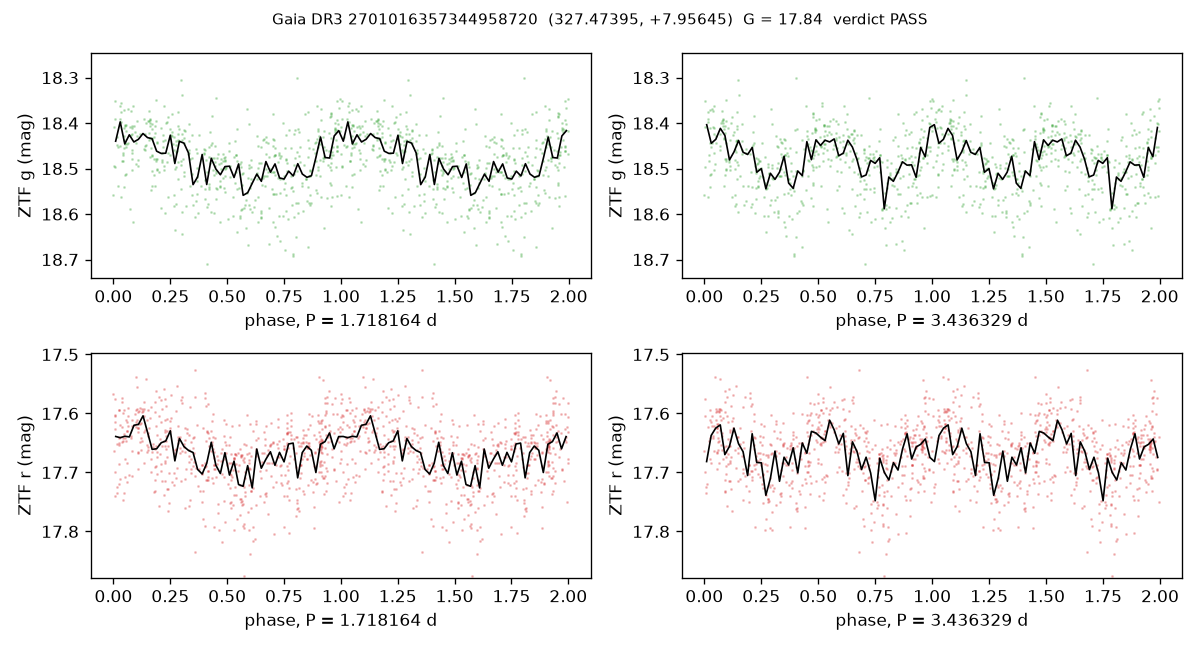 Gaia DR3 2701016357344958720 (327.47395, +7.95645) G = 17.84 verdict PASS
ZTF g (mag)
18.3
18.4
18.5
18.6
18.7
0.00 0.25 0.50 0.75 1.00 1.25 1.50 1.75 2.00
phase, P = 1.718164 d
ZTF g (mag)
18.3
18.4
18.5
18.6
18.7
0.00 0.25 0.50 0.75 1.00 1.25 1.50 1.75 2.00
phase, P = 3.436329 d
ZTF r (mag)
17.5
17.6
17.7
17.8
0.00 0.25 0.50 0.75 1.00 1.25 1.50 1.75 2.00
phase, P = 1.718164 d
ZTF r (mag)
17.5
17.6
17.7
17.8
0.00 0.25 0.50 0.75 1.00 1.25 1.50 1.75 2.00
phase, P = 3.436329 d